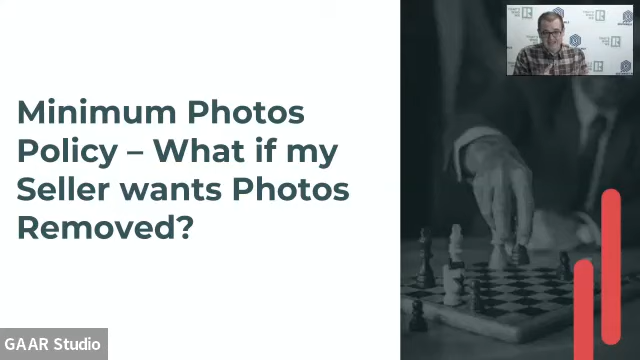 Minimum Photos
Policy – What if my
Seller wants Photos
Removed?
GAAR Studio